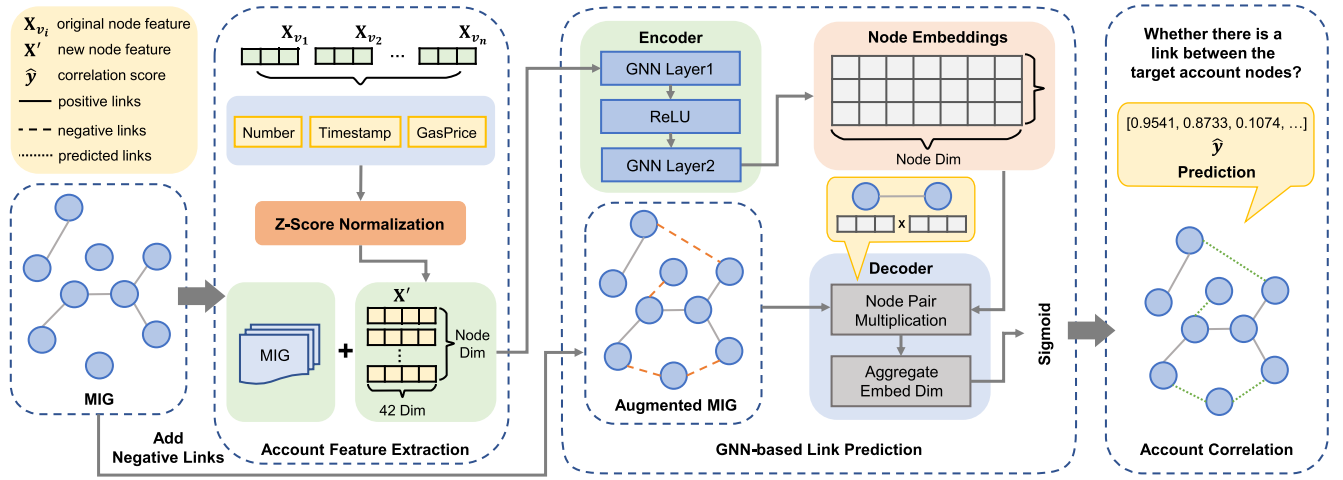 X_{v_i} original node feature
X′ new node feature
ŷ correlation score
positive links
negative links
predicted links
MIG
Add
Negative Links
X_{v_1} X_{v_2} ... X_{v_n}
Number Timestamp GasPrice
Z-Score Normalization
MIG
+
X′
Node
Dim
42 Dim
Account Feature Extraction
Encoder
GNN Layer1
ReLU
GNN Layer2
Node Embeddings
Node Dim
x
Augmented MIG
Decoder
Node Pair
Multiplication
Aggregate
Embed Dim
Sigmoid
GNN-based Link Prediction
Whether there is a
link between the
target account nodes?
[0.9541, 0.8733, 0.1074, ...]
ŷ
Prediction
Account Correlation